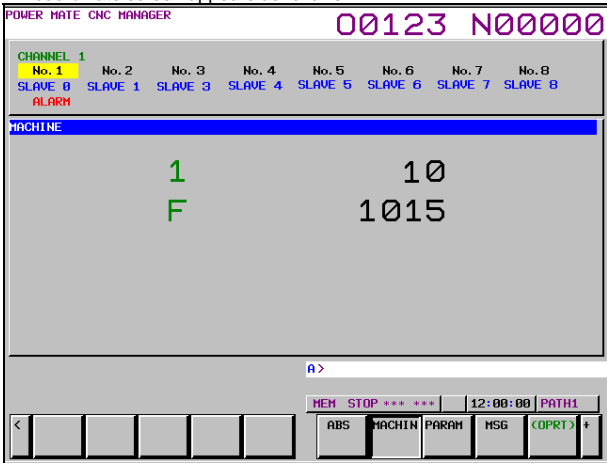 POWER MATE CNC MANAGER O0123 N00000
CHANNEL 1
No.1 No.2 No.3 No.4 No.5 No.6 No.7 No.8
SLAVE 0 SLAVE 1 SLAVE 3 SLAVE 4 SLAVE 5 SLAVE 6 SLAVE 7 SLAVE 8
ALARM
MACHINE
1 10
F 1015
A>
MEM STOP *** *** 12:00:00 PATH1
< ABS MACHIN PARAM MSG (OPRT) +